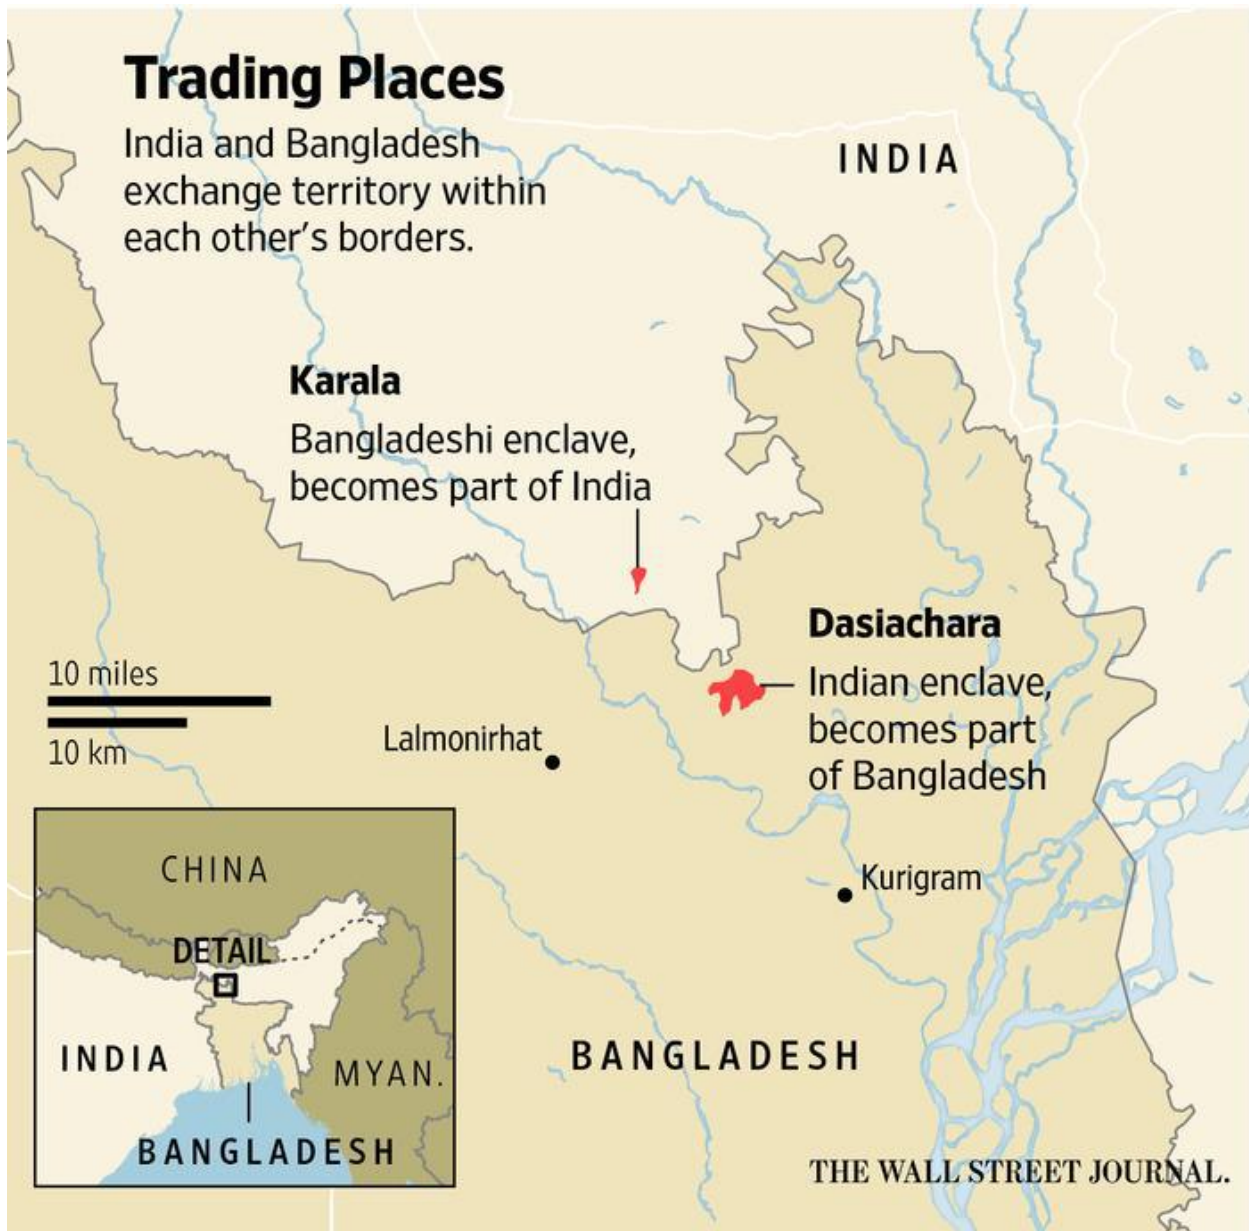 Trading Places
India and Bangladesh
exchange territory within
each other's borders.
INDIA
Karala
Bangladeshi enclave,
becomes part of India
Dasiachara
Indian enclave,
becomes part
of Bangladesh
10 miles
10 km
Lalmonirhat
Kurigram
BANGLADESH
CHINA
DETAIL
INDIA
MYAN.
BANGLADESH
THE WALL STREET JOURNAL.